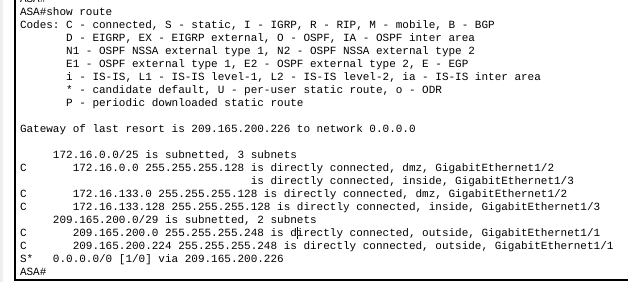 ASA#show route
Codes: C - connected, S - static, I - IGRP, R - RIP, M - mobile, B - BGP
D - EIGRP, EX - EIGRP external, O - OSPF, IA - OSPF inter area
N1 - OSPF NSSA external type 1, N2 - OSPF NSSA external type 2
E1 - OSPF external type 1, E2 - OSPF external type 2, E - EGP
i - IS-IS, L1 - IS-IS level-1, L2 - IS-IS level-2, ia - IS-IS inter area
* - candidate default, U - per-user static route, o - ODR
P - periodic downloaded static route
Gateway of last resort is 209.165.200.226 to network 0.0.0.0
172.16.0.0/25 is subnetted, 3 subnets
C 172.16.0.0 255.255.255.128 is directly connected, dmz, GigabitEthernet1/2
is directly connected, inside, GigabitEthernet1/3
C 172.16.133.0 255.255.255.128 is directly connected, dmz, GigabitEthernet1/2
C 172.16.133.128 255.255.255.128 is directly connected, inside, GigabitEthernet1/3
209.165.200.0/29 is subnetted, 2 subnets
C 209.165.200.0 255.255.255.248 is directly connected, outside, GigabitEthernet1/1
C 209.165.200.224 255.255.255.248 is directly connected, outside, GigabitEthernet1/1
S* 0.0.0.0/0 [1/0] via 209.165.200.226
ASA#